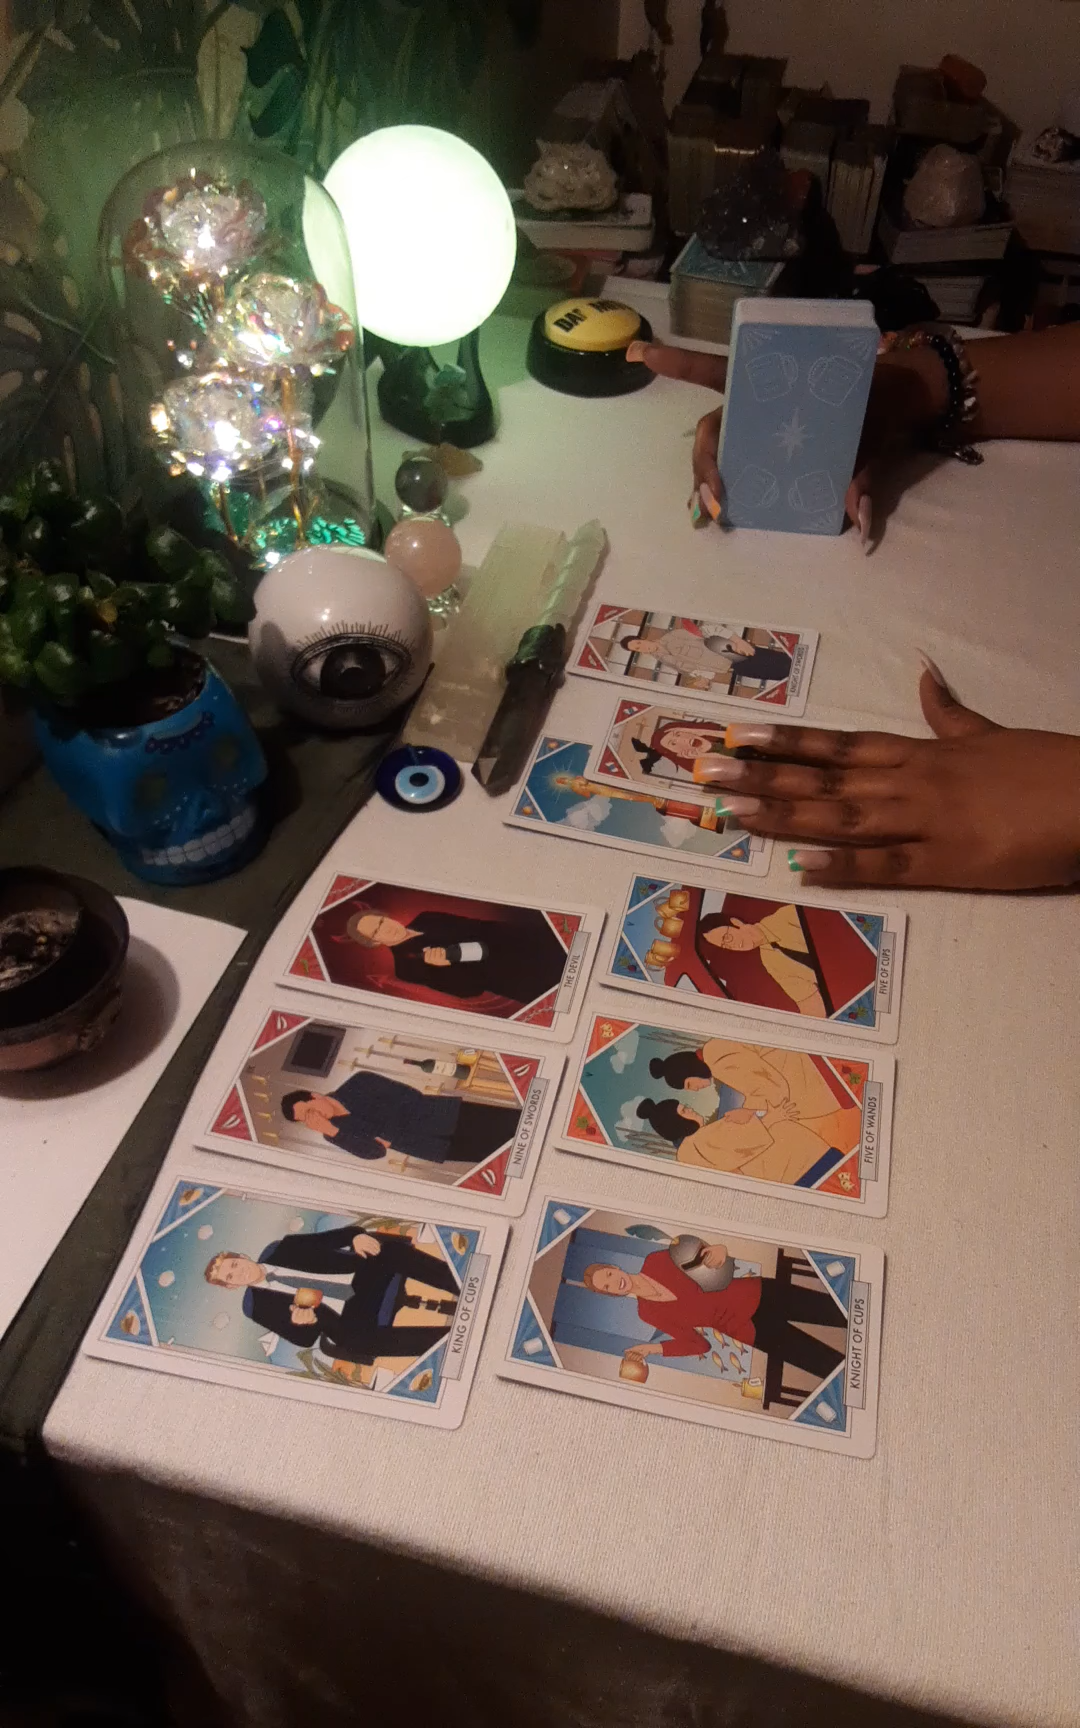 KNIGHT OF SWORDS
THE DEVIL
FIVE OF CUPS
NINE OF SWORDS
FIVE OF WANDS
KING OF CUPS
KNIGHT OF CUPS